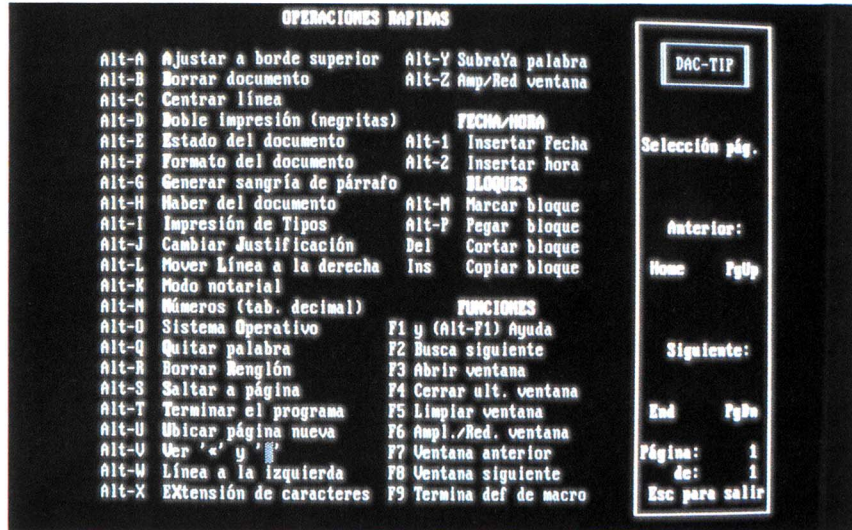 OPERACIONES RAPIDAS
Alt-A Ajustar a borde superior
Alt-B Borrar documento
Alt-C Centrar línea
Alt-D Doble impresión (negritas)
Alt-E Estado del documento
Alt-F Formato del documento
Alt-G Generar sangría de párrafo
Alt-H Haber del documento
Alt-I Impresión de Tipos
Alt-J Cambiar Justificación
Alt-L Mover Línea a la derecha
Alt-K Modo notarial
Alt-N Números (tab. decimal)
Alt-O Sistema Operativo
Alt-Q Quitar palabra
Alt-R Borrar Renglón
Alt-S Saltar a página
Alt-T Terminar el programa
Alt-U Ubicar página nueva
Alt-V Ver '<' y ' '
Alt-W Línea a la izquierda
Alt-X EXtensión de caracteres
Alt-Y SubraYa palabra
Alt-Z Amp/Red ventana
FECHA/HORA
Alt-1 Insertar Fecha
Alt-2 Insertar hora
BLOQUES
Alt-M Marcar bloque
Alt-P Pegar bloque
Del Cortar bloque
Ins Copiar bloque
FUNCIONES
F1 y (Alt-F1) Ayuda
F2 Busca siguiente
F3 Abrir ventana
F4 Cerrar ult. ventana
F5 Limpiar ventana
F6 Ampl./Red. ventana
F7 Ventana anterior
F8 Ventana siguiente
F9 Termina def de macro
DAC-TIP
Selección pág.
Anterior:
Home PgUp
Siguiente:
End PgDn
Página: 1
de: 1
Esc para salir